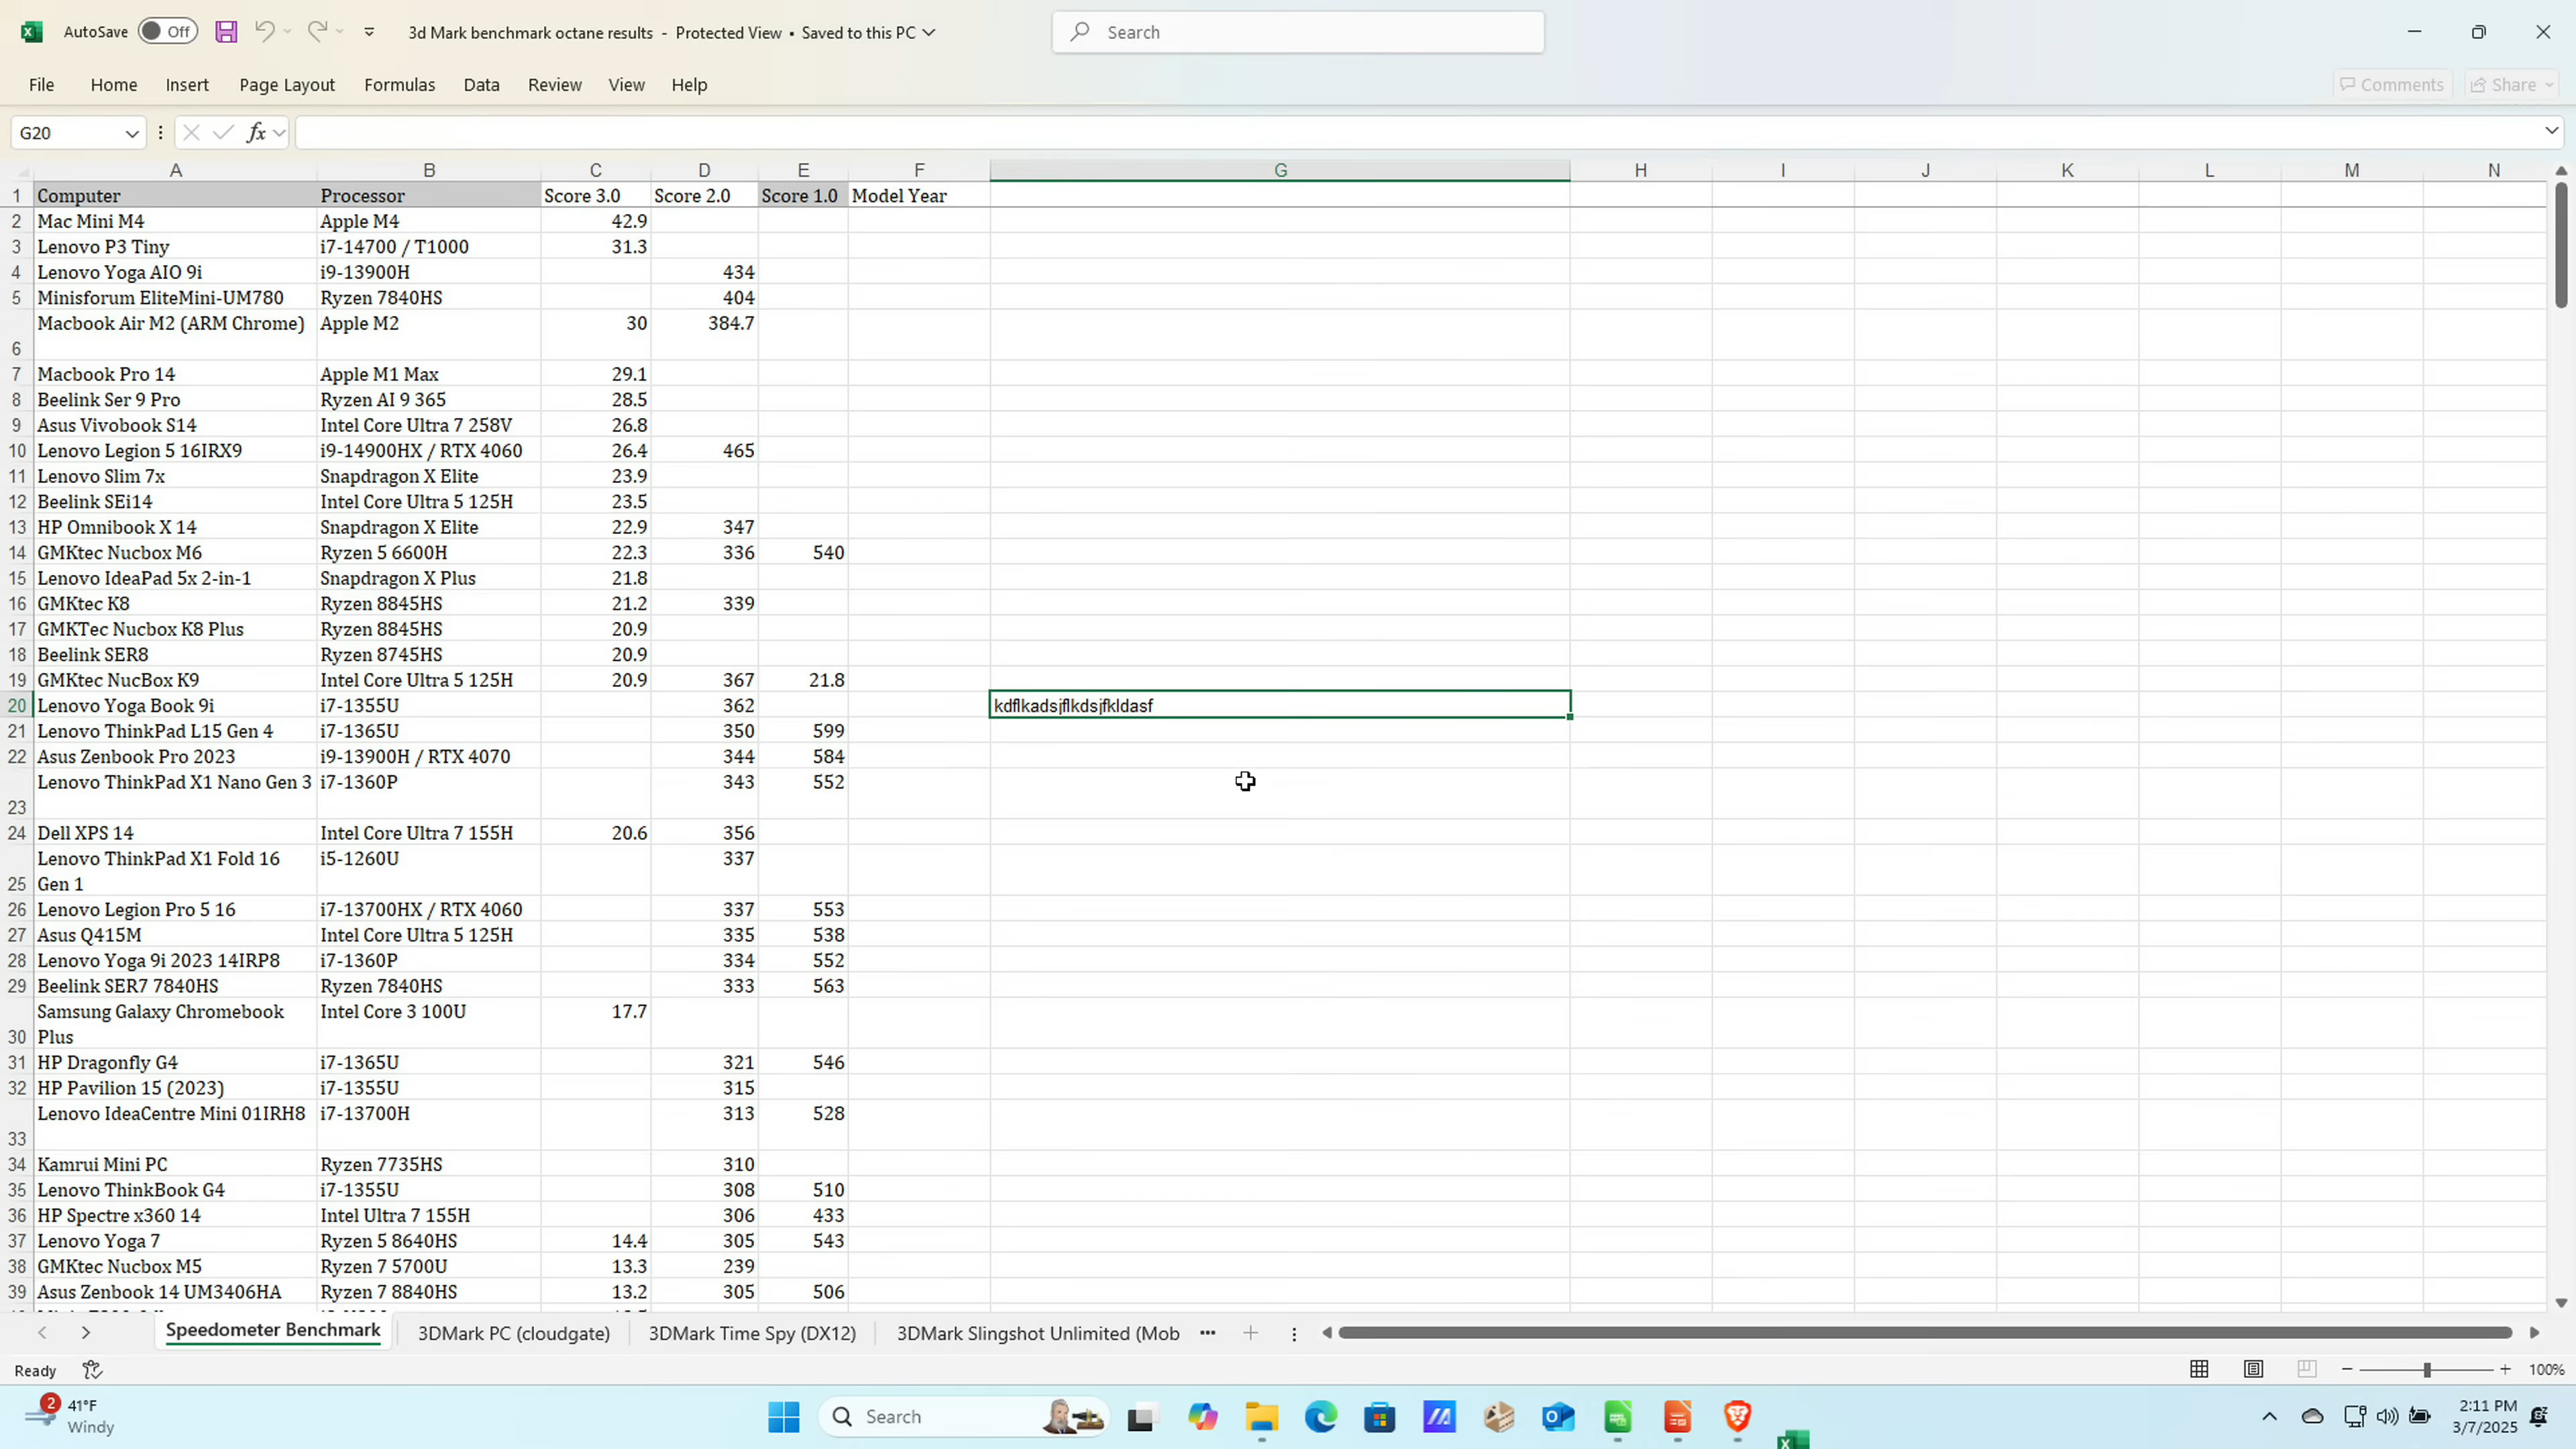 AutoSave Off 3d Mark benchmark octane results - Protected View • Saved to this PC Search
File Home Insert Page Layout Formulas Data Review View Help Comments Share
G20 fx
A B C D E F G H I J K L M N
1 Computer Processor Score 3.0 Score 2.0 Score 1.0 Model Year
2 Mac Mini M4 Apple M4 42.9
3 Lenovo P3 Tiny i7-14700 / T1000 31.3
4 Lenovo Yoga AIO 9i i9-13900H 434
5 Minisforum EliteMini-UM780 Ryzen 7840HS 404
6 Macbook Air M2 (ARM Chrome) Apple M2 30 384.7
7 Macbook Pro 14 Apple M1 Max 29.1
8 Beelink Ser 9 Pro Ryzen AI 9 365 28.5
9 Asus Vivobook S14 Intel Core Ultra 7 258V 26.8
10 Lenovo Legion 5 16IRX9 i9-14900HX / RTX 4060 26.4 465
11 Lenovo Slim 7x Snapdragon X Elite 23.9
12 Beelink SEi14 Intel Core Ultra 5 125H 23.5
13 HP Omnibook X 14 Snapdragon X Elite 22.9 347
14 GMKtec Nucbox M6 Ryzen 5 6600H 22.3 336 540
15 Lenovo IdeaPad 5x 2-in-1 Snapdragon X Plus 21.8
16 GMKtec K8 Ryzen 8845HS 21.2 339
17 GMKTec Nucbox K8 Plus Ryzen 8845HS 20.9
18 Beelink SER8 Ryzen 8745HS 20.9
19 GMKtec NucBox K9 Intel Core Ultra 5 125H 20.9 367 21.8
20 Lenovo Yoga Book 9i i7-1355U 362 kdflkadsjflkdsjfkldasf
21 Lenovo ThinkPad L15 Gen 4 i7-1365U 350 599
22 Asus Zenbook Pro 2023 i9-13900H / RTX 4070 344 584
23 Lenovo ThinkPad X1 Nano Gen 3 i7-1360P 343 552
24 Dell XPS 14 Intel Core Ultra 7 155H 20.6 356
Lenovo ThinkPad X1 Fold 16 i5-1260U 337
25 Gen 1
26 Lenovo Legion Pro 5 16 i7-13700HX / RTX 4060 337 553
27 Asus Q415M Intel Core Ultra 5 125H 335 538
28 Lenovo Yoga 9i 2023 14IRP8 i7-1360P 334 552
29 Beelink SER7 7840HS Ryzen 7840HS 333 563
Samsung Galaxy Chromebook Intel Core 3 100U 17.7
30 Plus
31 HP Dragonfly G4 i7-1365U 321 546
32 HP Pavilion 15 (2023) i7-1355U 315
33 Lenovo IdeaCentre Mini 01IRH8 i7-13700H 313 528
34 Kamrui Mini PC Ryzen 7735HS 310
35 Lenovo ThinkBook G4 i7-1355U 308 510
36 HP Spectre x360 14 Intel Ultra 7 155H 306 433
37 Lenovo Yoga 7 Ryzen 5 8640HS 14.4 305 543
38 GMKtec Nucbox M5 Ryzen 7 5700U 13.3 239
39 Asus Zenbook 14 UM3406HA Ryzen 7 8840HS 13.2 305 506
Speedometer Benchmark 3DMark PC (cloudgate) 3DMark Time Spy (DX12) 3DMark Slingshot Unlimited (Mob ...
Ready 100%
2 41°F
Windy
Search
2:11 PM
3/7/2025